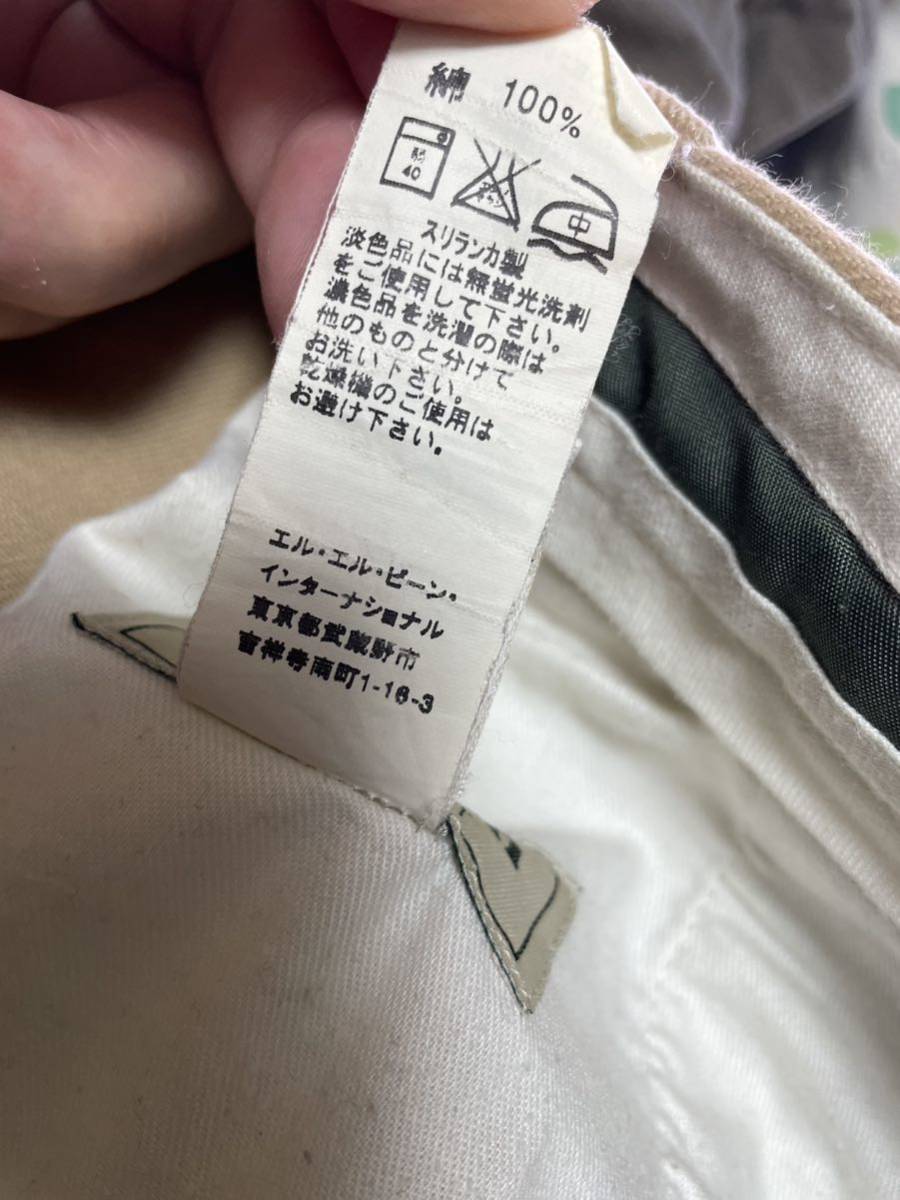 綿 100%
弱
40
中
スリランカ製
淡色品には無蛍光洗剤
をご使用して下さい。
濃色品を洗濯の際は
他のものと分けて
お洗い下さい。
乾燥機のご使用は
お避け下さい。
エル・エル・ビーン・
インターナショナル
東京都武蔵野市
吉祥寺南町1-16-3